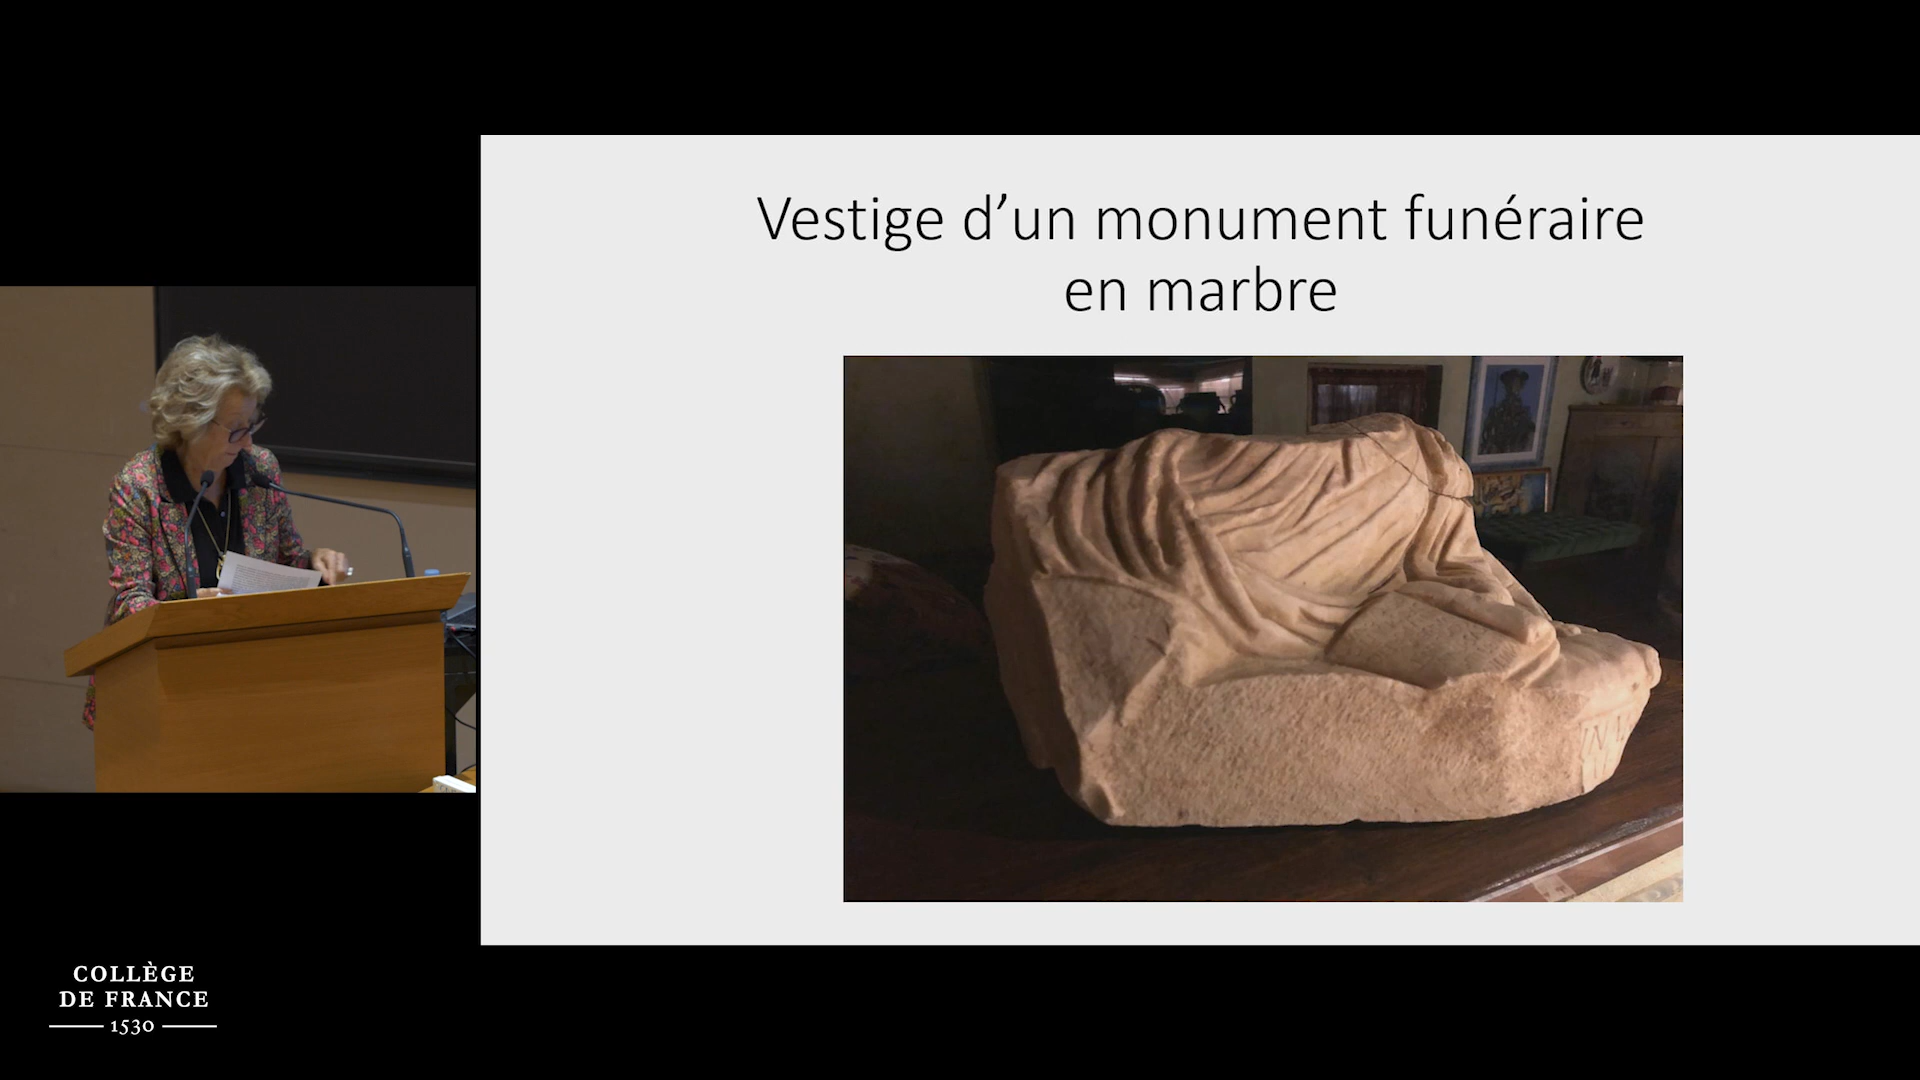 Vestige d’un monument funéraire
en marbre
COLLÈGE
DE FRANCE
1530